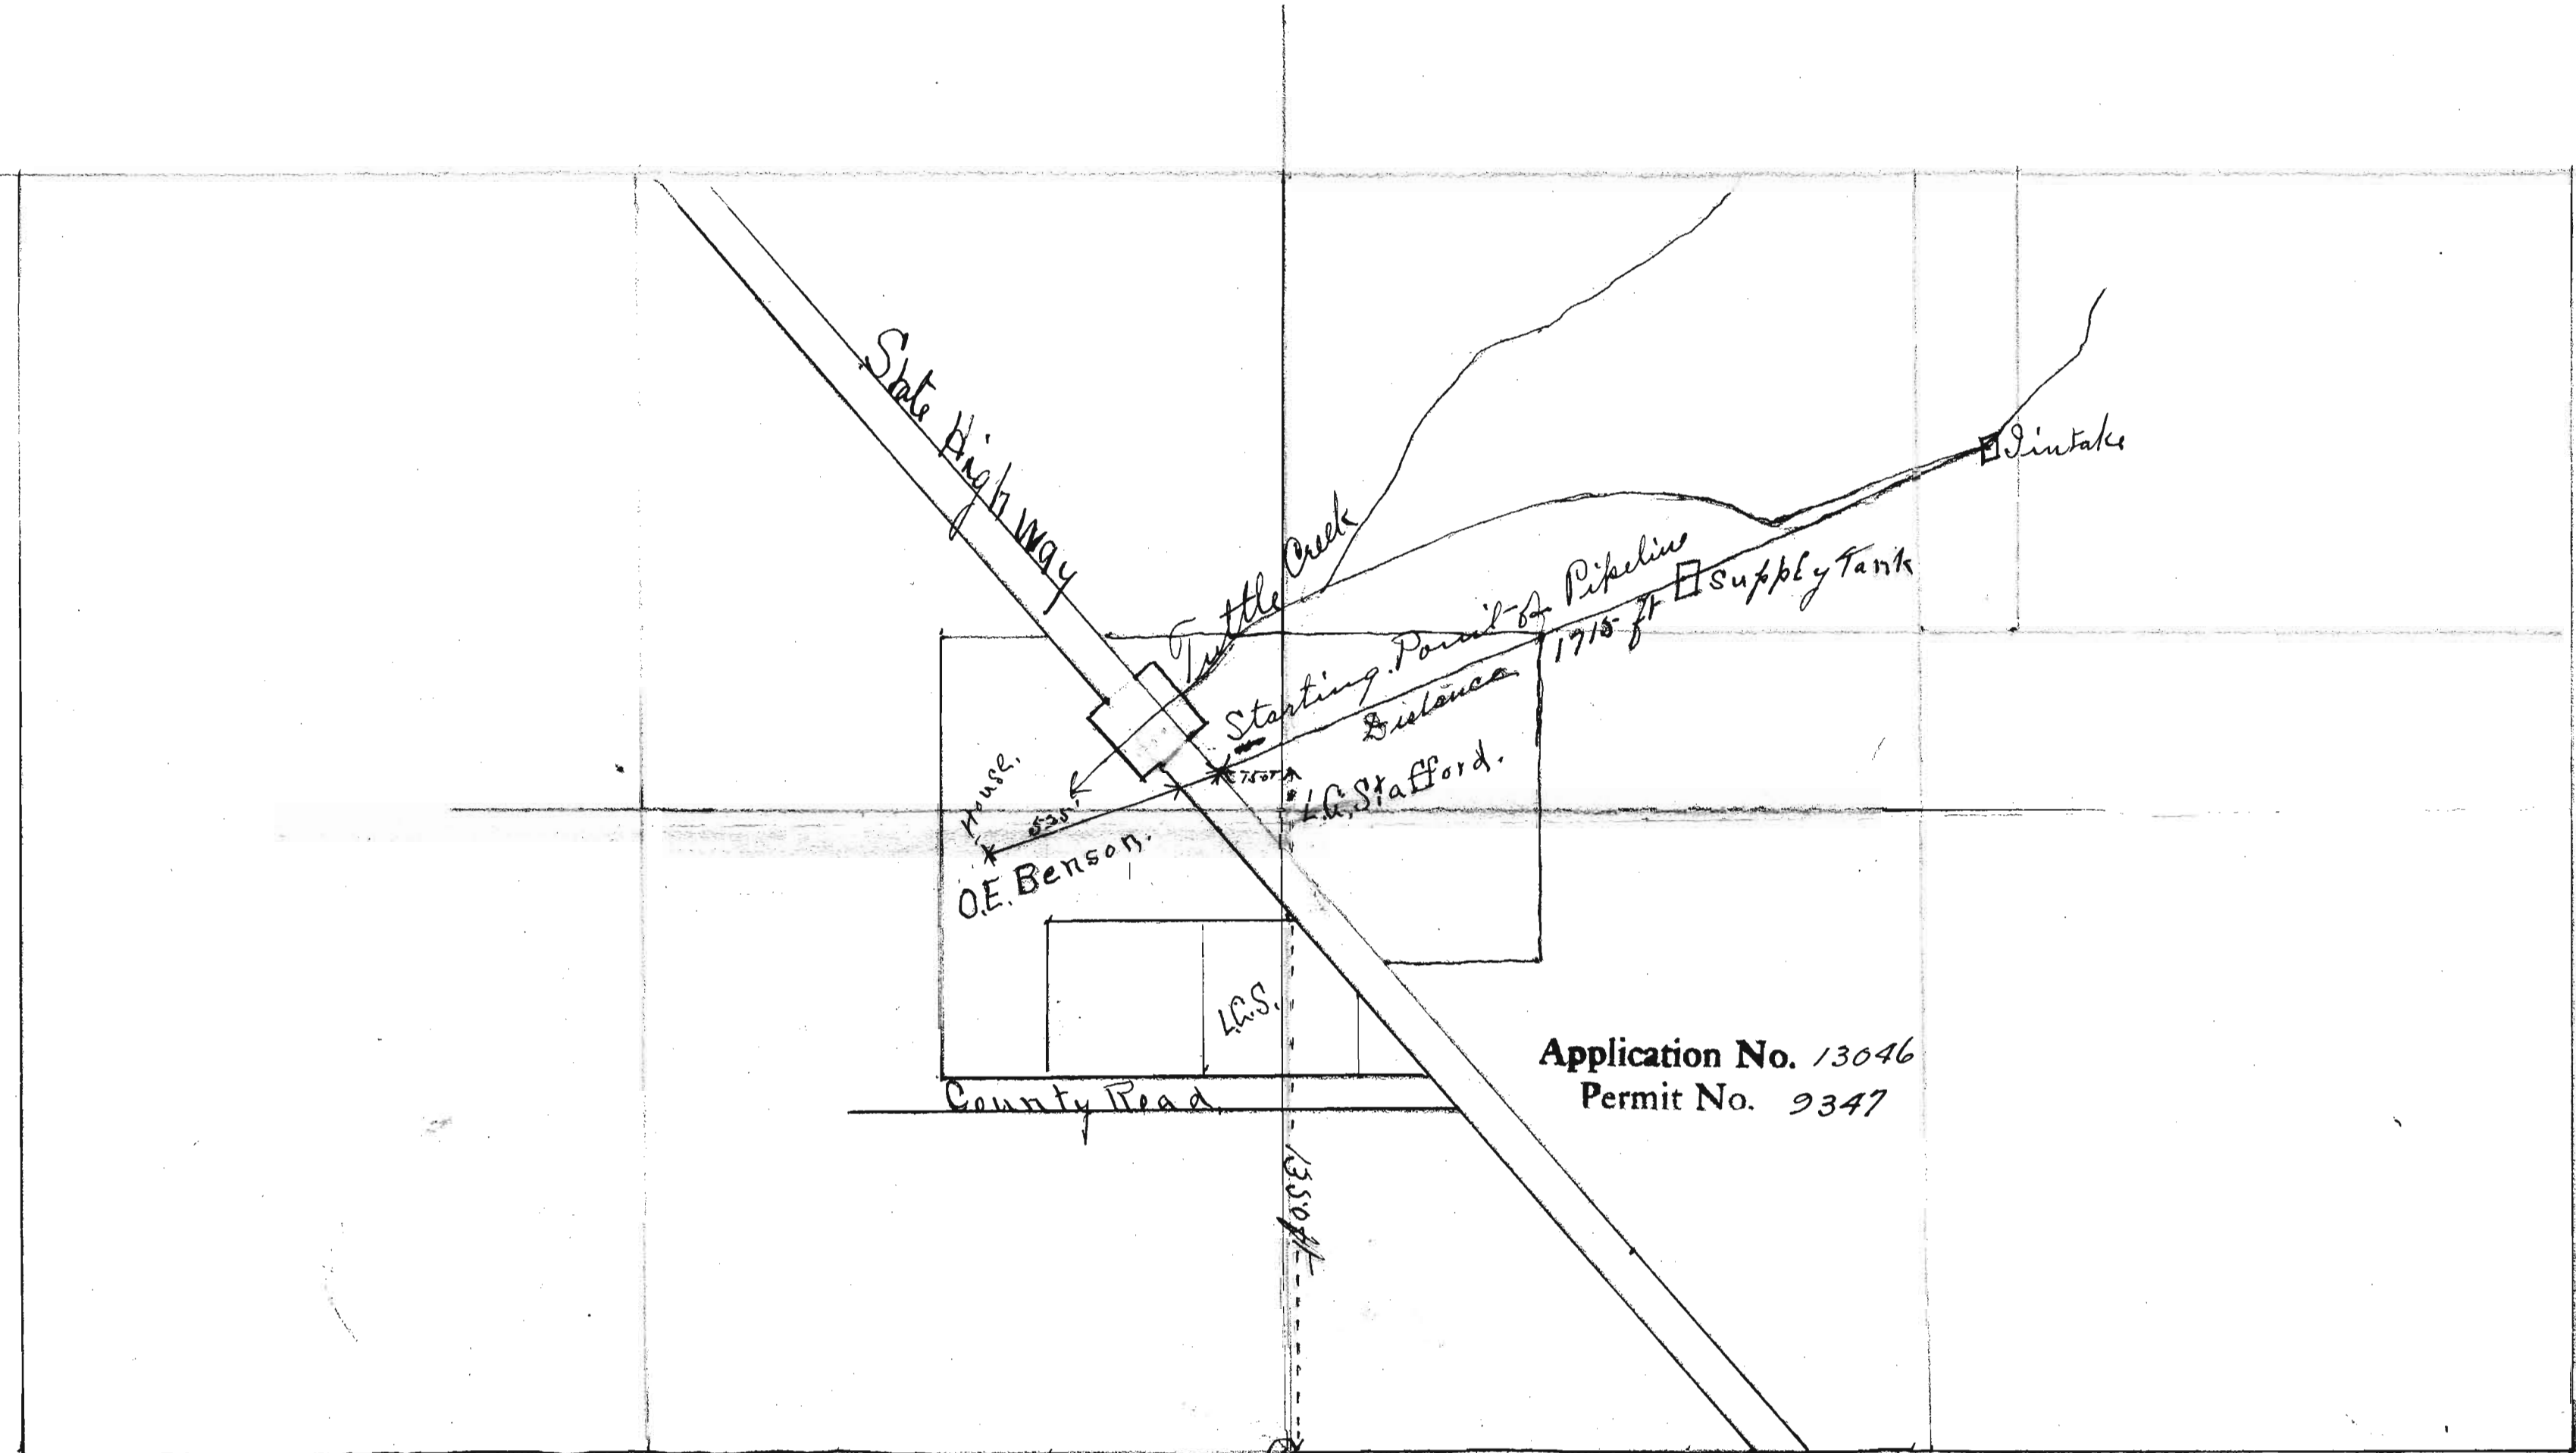 State Highway
Tuttle Creek
Iintake
Supply Tank
Starting Point of Pipeline
Distance 1715 ft
House.
535'
L.G. Stafford.
O.E. Benson.
L.G.S.
County Road
1350 ft
Application No. 13046
Permit No. 9347